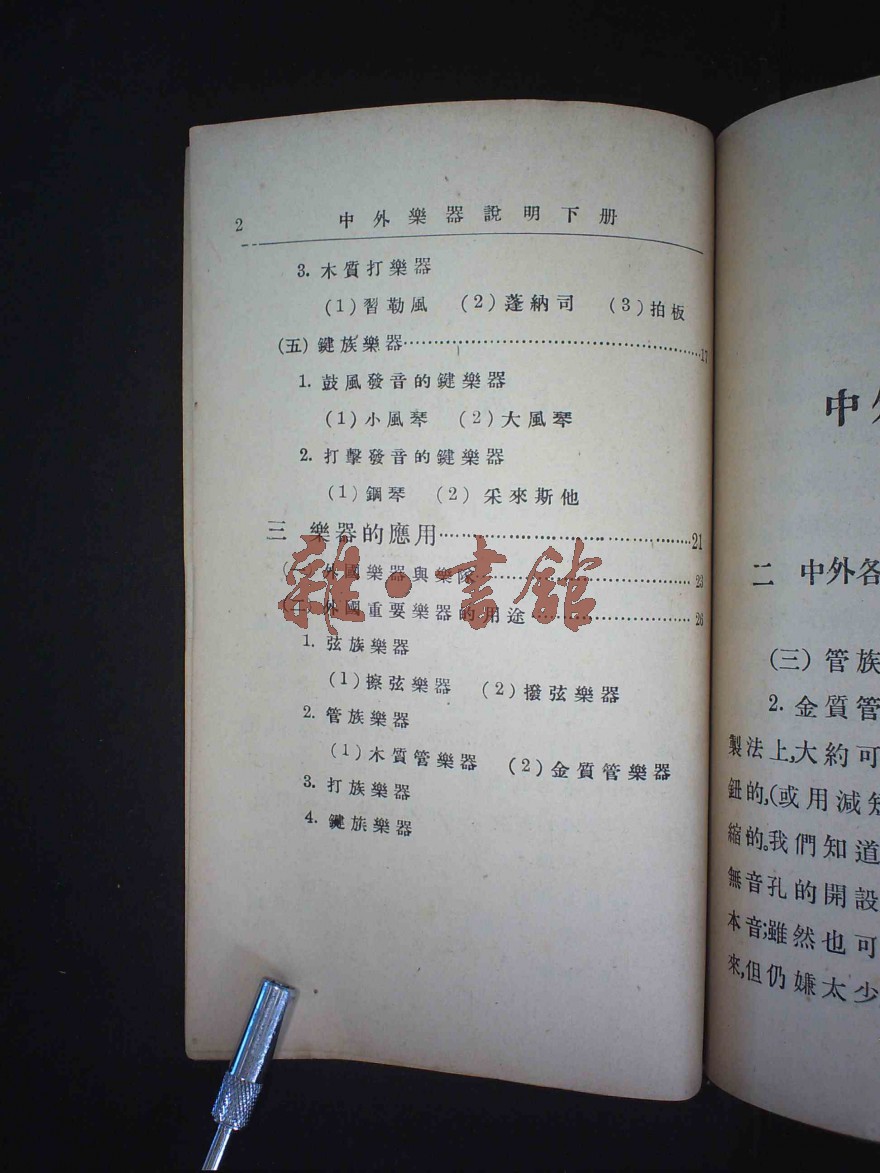 2 中外樂器說明下册
3. 木質打樂器
(1)習勒風 (2)蓬納司 (3)拍板
(五)鍵族樂器……………………………17
1. 鼓風發音的鍵樂器
(1)小風琴 (2)大風琴
2. 打擊發音的鍵樂器
(1)鋼琴 (2)采來斯他
三 樂器的應用……………………………21
(一)外國樂器與樂隊……………………………23
(二)外國重要樂器的用途……………………………26
雜·書館
1. 弦族樂器
(1)擦弦樂器 (2)撥弦樂器
2. 管族樂器
(1)木質管樂器 (2)金質管樂器
3. 打族樂器
4. 鍵族樂器
中外
二 中外各
(三)管族
2. 金質管
製法上,大約可
鈕的,(或用減短
縮的。我們知道
無音孔的開設
本音;雖然也可
來,但仍嫌太少